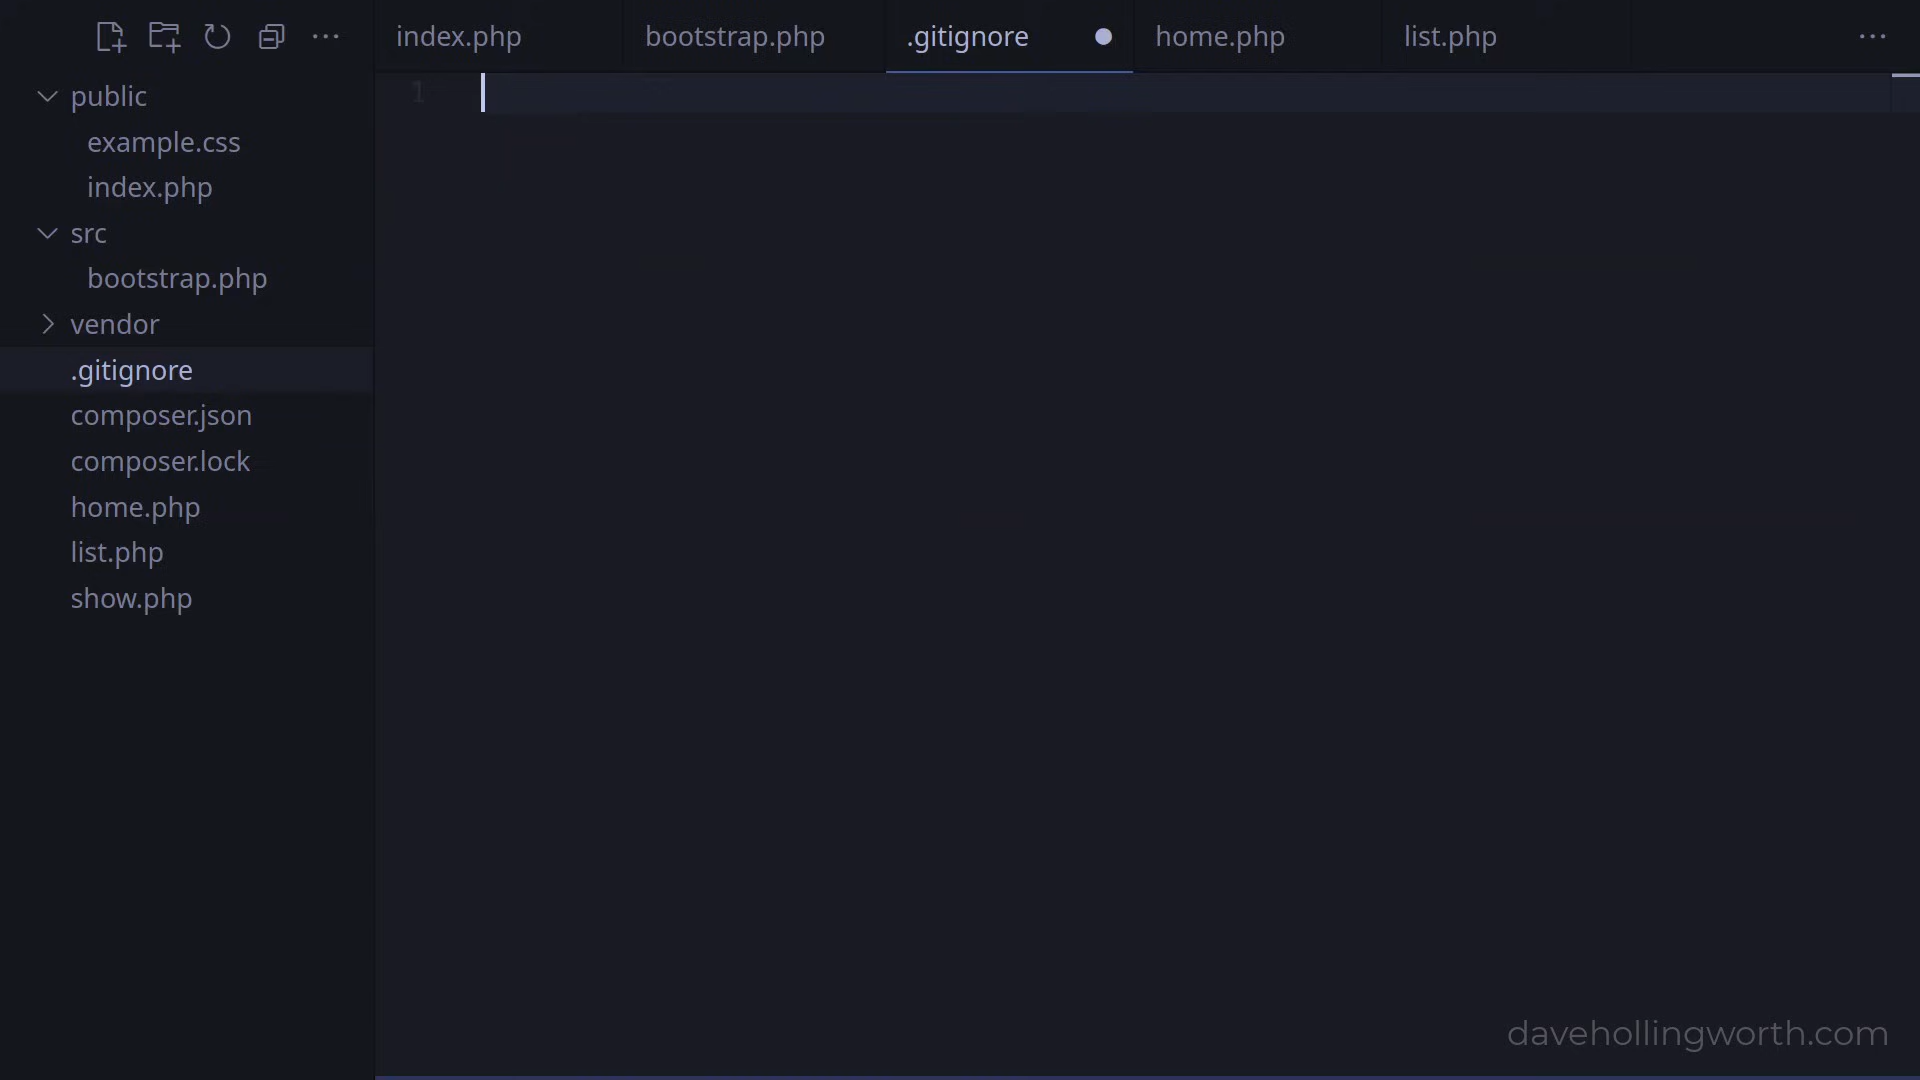 index.php
bootstrap.php
.gitignore
home.php
list.php
public
example.css
index.php
src
bootstrap.php
vendor
.gitignore
composer.json
composer.lock
home.php
list.php
show.php
1
davehollingworth.com